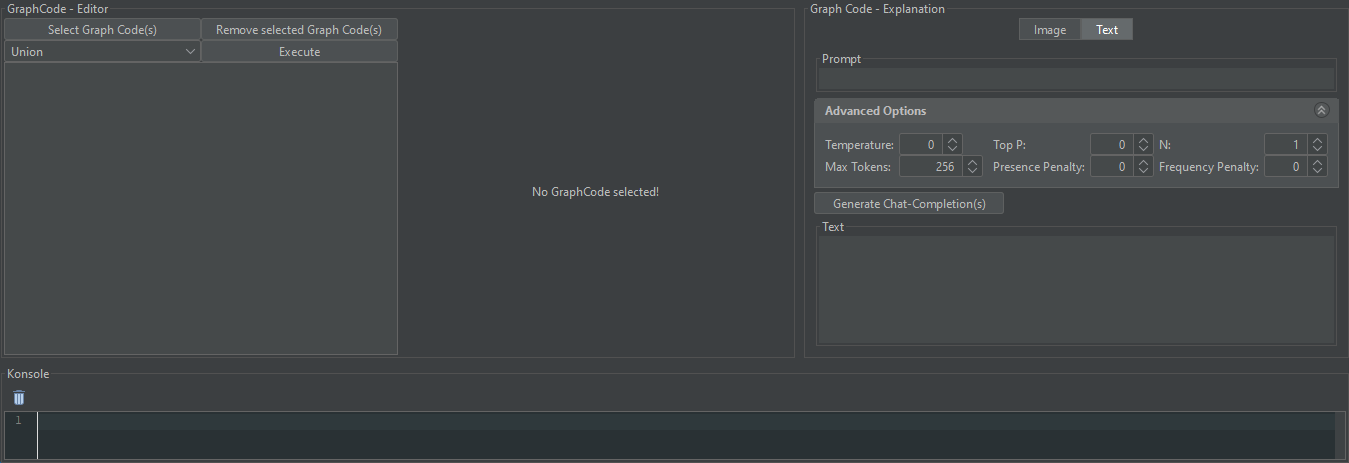 GraphCode - Editor
Select Graph Code(s)
Remove selected Graph Code(s)
Union
Execute
No GraphCode selected!
Graph Code - Explanation
Image
Text
Prompt
Advanced Options
Temperature: 0 Top P: 0 N: 1
Max Tokens: 256 Presence Penalty: 0 Frequency Penalty: 0
Generate Chat-Completion(s)
Text
Konsole
1